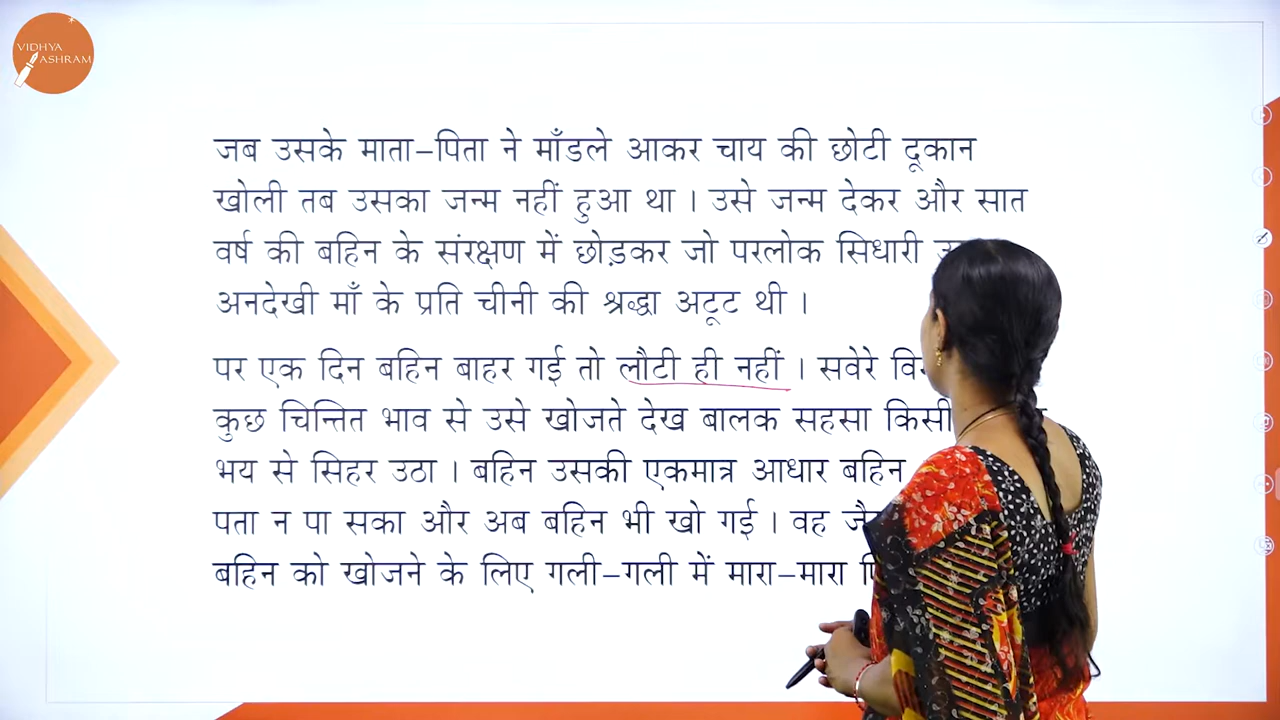 VIDHYA
ASHRAM
जब उसके माता-पिता ने माँडले आकर चाय की छोटी दूकान
खोली तब उसका जन्म नहीं हुआ था । उसे जन्म देकर और सात
वर्ष की बहिन के संरक्षण में छोड़कर जो परलोक सिधारी
अनदेखी माँ के प्रति चीनी की श्रद्धा अटूट थी ।
पर एक दिन बहिन बाहर गई तो लौटी ही नहीं । सवेरे
कुछ चिन्तित भाव से उसे खोजते देख बालक सहसा किसी
भय से सिहर उठा । बहिन उसकी एकमात्र आधार बहिन
पता न पा सका और अब बहिन भी खो गई । वह
बहिन को खोजने के लिए गली-गली में मारा-मारा